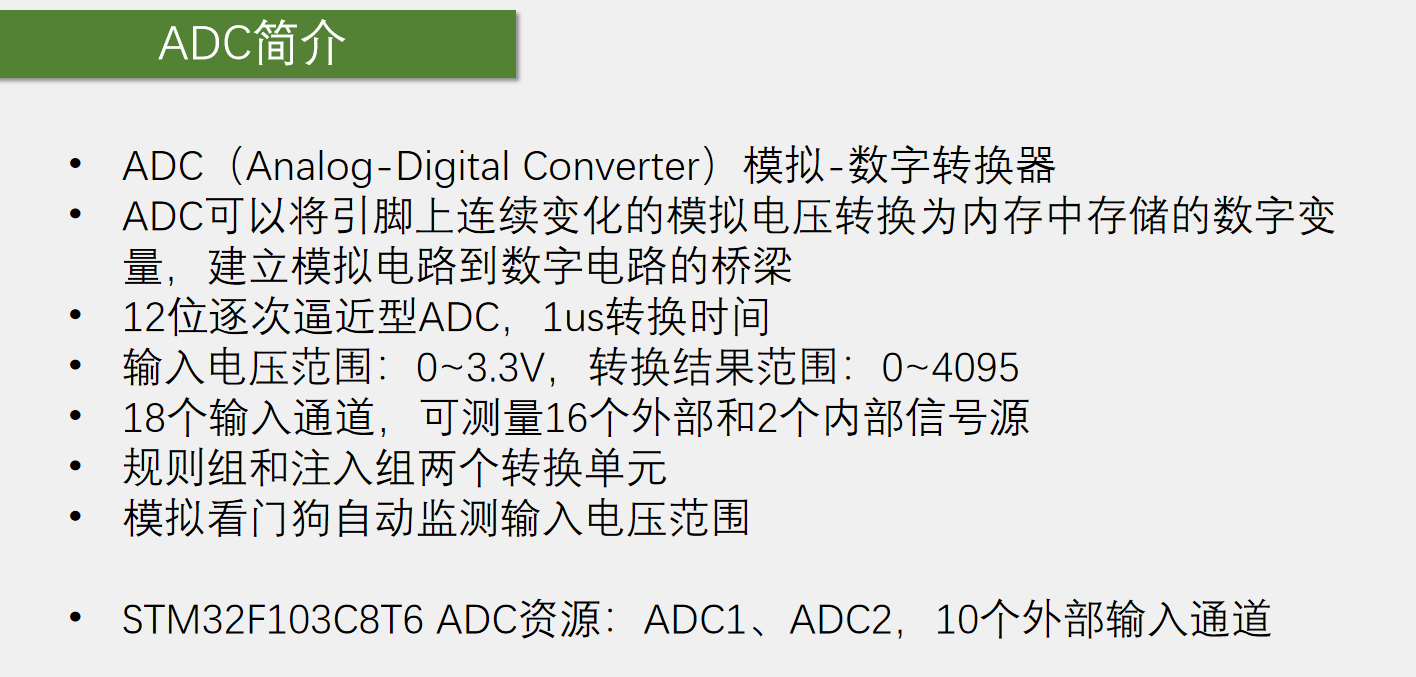 ADC简介
• ADC（Analog-Digital Converter）模拟-数字转换器
• ADC可以将引脚上连续变化的模拟电压转换为内存中存储的数字变
量，建立模拟电路到数字电路的桥梁
• 12位逐次逼近型ADC，1us转换时间
• 输入电压范围：0~3.3V，转换结果范围：0~4095
• 18个输入通道，可测量16个外部和2个内部信号源
• 规则组和注入组两个转换单元
• 模拟看门狗自动监测输入电压范围
• STM32F103C8T6 ADC资源：ADC1、ADC2，10个外部输入通道